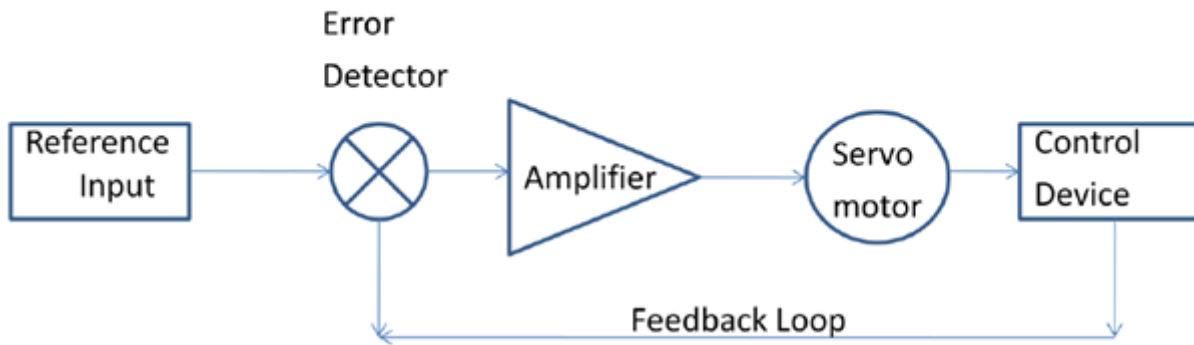 Error
Detector
Reference
Input
Amplifier
Servo
motor
Control
Device
Feedback Loop